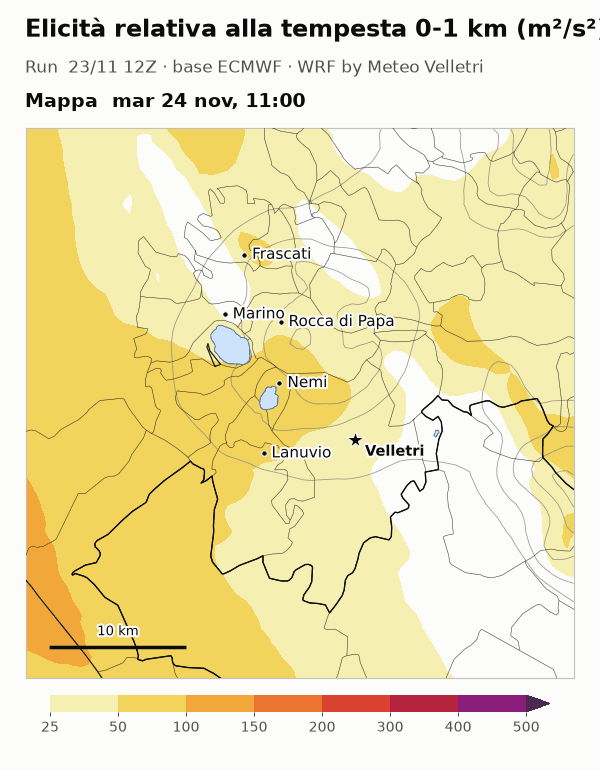 Elicità relativa alla tempesta 0-1 km (m²/s²)
Run  23/11 12Z · base ECMWF · WRF by Meteo Velletri
Mappa  mar 24 nov, 11:00
Frascati
Marino
Rocca di Papa
Nemi
Velletri
Lanuvio
10 km
25 50 100 150 200 300 400 500